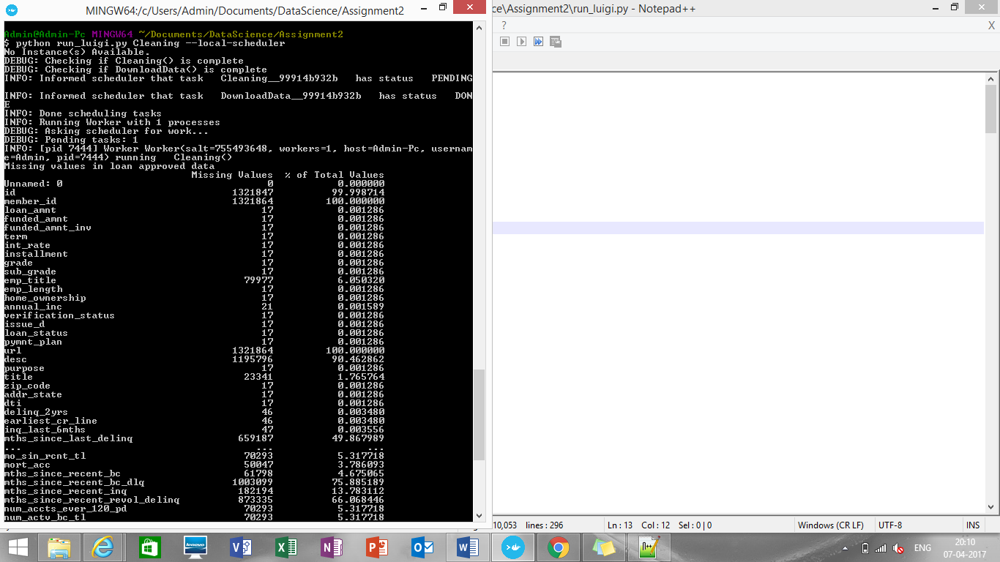 MINGW64:/c/Users/Admin/Documents/DataScience/Assignment2
ce\Assignment2\run_luigi.py - Notepad++
? X
Admin@Admin-Pc MINGW64 ~/Documents/DataScience/Assignment2
$ python run_luigi.py Cleaning --local-scheduler
No Instance(s) Available.
DEBUG: Checking if Cleaning() is complete
DEBUG: Checking if DownloadData() is complete
INFO: Informed scheduler that task   Cleaning__99914b932b   has status   PENDING
INFO: Informed scheduler that task   DownloadData__99914b932b   has status   DON
E
INFO: Done scheduling tasks
INFO: Running Worker with 1 processes
DEBUG: Asking scheduler for work...
DEBUG: Pending tasks: 1
INFO: [pid 7444] Worker Worker(salt=755493648, workers=1, host=Admin-Pc, usernam
e=Admin, pid=7444) running   Cleaning()
Missing values in loan approved data
Missing Values  % of Total Values
Unnamed: 0 0 0.000000
id 1321847 99.998714
member_id 1321864 100.000000
loan_amnt 17 0.001286
funded_amnt 17 0.001286
funded_amnt_inv 17 0.001286
term 17 0.001286
int_rate 17 0.001286
installment 17 0.001286
grade 17 0.001286
sub_grade 17 0.001286
emp_title 79977 6.050320
emp_length 17 0.001286
home_ownership 17 0.001286
annual_inc 21 0.001589
verification_status 17 0.001286
issue_d 17 0.001286
loan_status 17 0.001286
pymnt_plan 17 0.001286
url 1321864 100.000000
desc 1195796 90.462862
purpose 17 0.001286
title 23341 1.765764
zip_code 17 0.001286
addr_state 17 0.001286
dti 17 0.001286
delinq_2yrs 46 0.003480
earliest_cr_line 46 0.003480
inq_last_6mths 47 0.003556
mths_since_last_delinq 659187 49.867989
... ... ...
mo_sin_rcnt_tl 70293 5.317718
mort_acc 50047 3.786093
mths_since_recent_bc 61798 4.675065
mths_since_recent_bc_dlq 1003099 75.885189
mths_since_recent_inq 182194 13.783112
mths_since_recent_revol_delinq 873335 66.068446
num_accts_ever_120_pd 70293 5.317718
num_actv_bc_tl 70293 5.317718
10,053 lines : 296 Ln : 13 Col : 12 Sel : 0 | 0 Windows (CR LF) UTF-8 INS
lenovo
ENG
20:10
07-04-2017